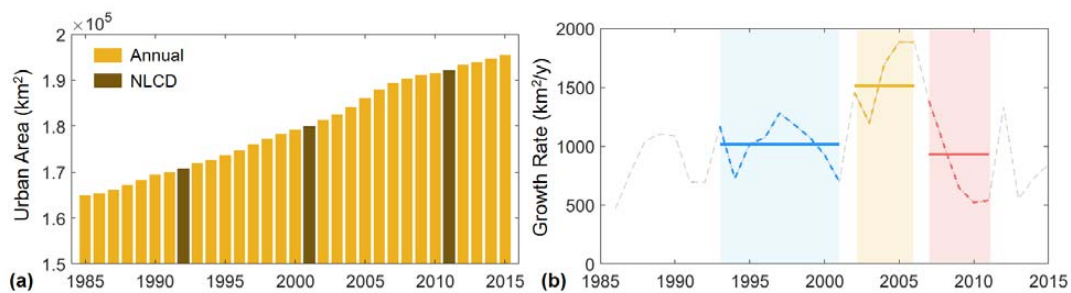 × 10⁵
2
1.9
1.8
1.7
1.6
1.5
Urban Area (km²)
Annual
NLCD
1985 1990 1995 2000 2005 2010 2015
(a)
2000
1500
1000
500
0
Growth Rate (km²/y)
1985 1990 1995 2000 2005 2010 2015
(b)